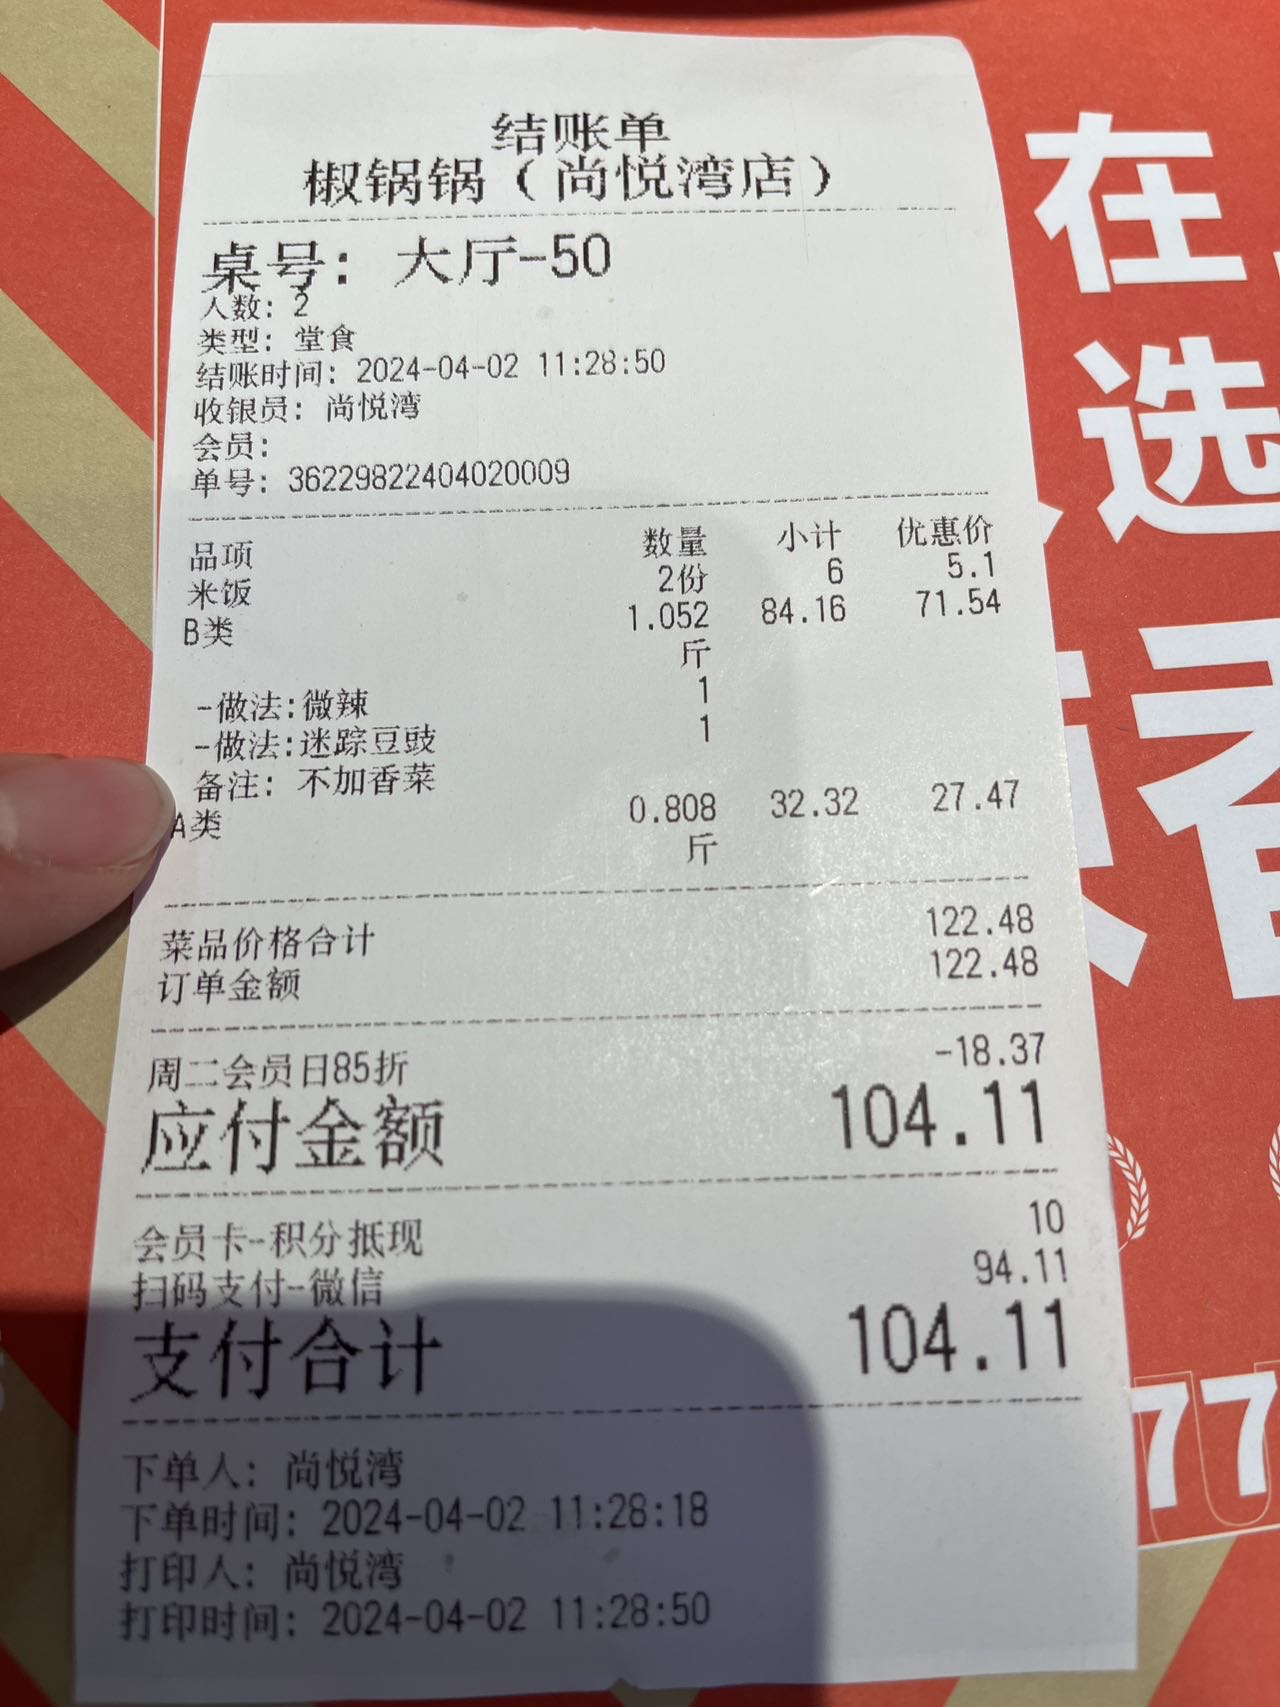 结账单
椒锅锅（尚悦湾店）
桌号：大厅-50
人数：2
类型：堂食
结账时间：2024-04-02 11:28:50
收银员：尚悦湾
会员：
单号：36229822404020009
品项 数量 小计 优惠价
米饭 2份 6 5.1
B类 1.052 84.16 71.54
斤
-做法:微辣 1
-做法:迷踪豆豉 1
备注：不加香菜
A类 0.808 32.32 27.47
斤
菜品价格合计 122.48
订单金额 122.48
周二会员日85折 -18.37
应付金额 104.11
会员卡-积分抵现 10
扫码支付-微信 94.11
支付合计 104.11
下单人：尚悦湾
下单时间：2024-04-02 11:28:18
打印人：尚悦湾
打印时间：2024-04-02 11:28:50
在
选
香
77